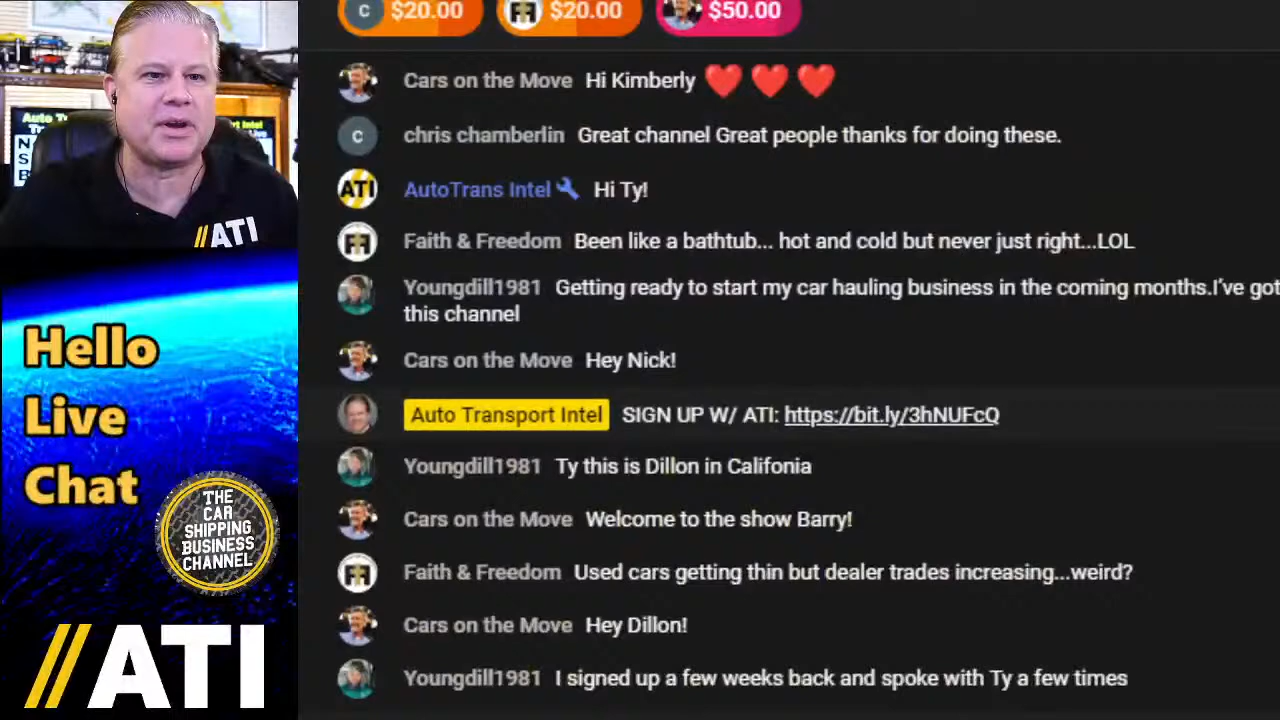 C $20.00 $20.00 $50.00
Cars on the Move Hi Kimberly ❤️ ❤️ ❤️
C chris chamberlin Great channel Great people thanks for doing these.
ATI AutoTrans Intel Hi Ty!
Faith & Freedom Been like a bathtub... hot and cold but never just right...LOL
Youngdill1981 Getting ready to start my car hauling business in the coming months.I've got
this channel
Cars on the Move Hey Nick!
Auto Transport Intel SIGN UP W/ ATI: https://bit.ly/3hNUFcQ
Youngdill1981 Ty this is Dillon in Califonia
Cars on the Move Welcome to the show Barry!
Faith & Freedom Used cars getting thin but dealer trades increasing...weird?
Cars on the Move Hey Dillon!
Youngdill1981 I signed up a few weeks back and spoke with Ty a few times
//ATI
Hello
Live
Chat
THE
CAR
SHIPPING
BUSINESS
CHANNEL
//ATI